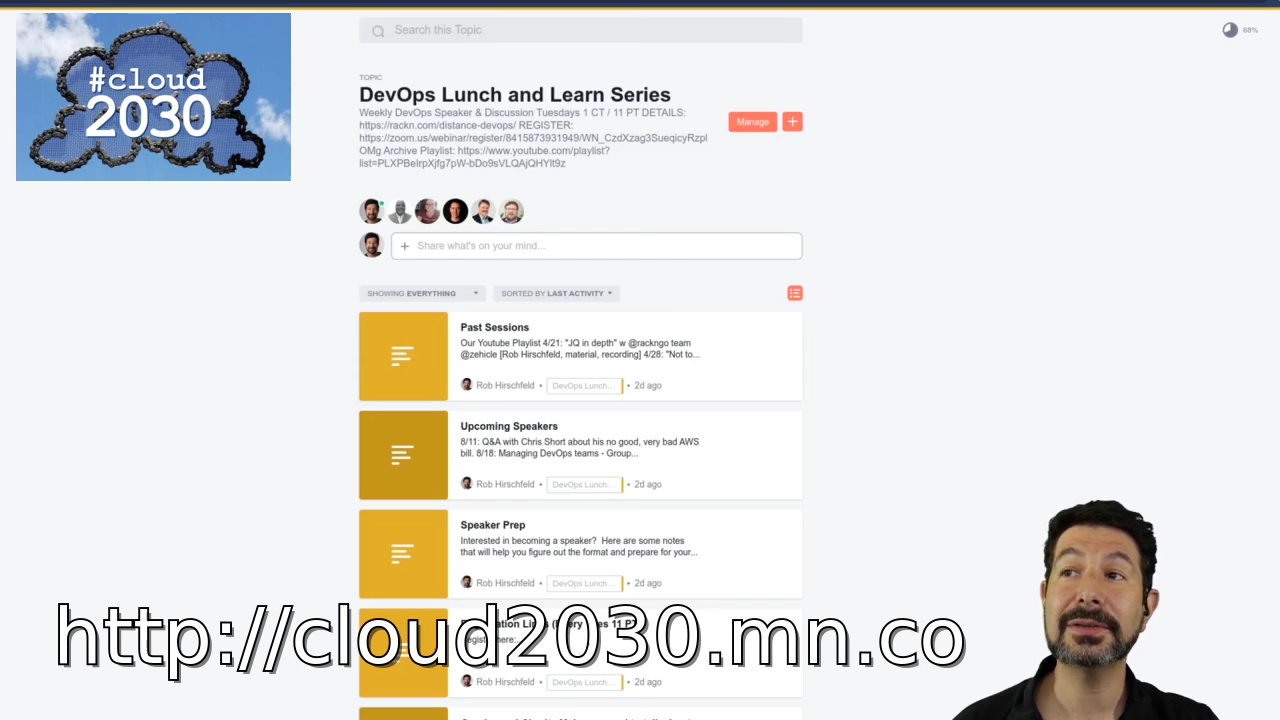 #cloud
2030
Search this Topic
68%
TOPIC
DevOps Lunch and Learn Series
Weekly DevOps Speaker & Discussion Tuesdays 1 CT / 11 PT DETAILS:
https://rackn.com/distance-devops/ REGISTER:
https://zoom.us/webinar/register/8415873931949/WN_CzdXzag3SueqicyRzpl
OMg Archive Playlist: https://www.youtube.com/playlist?
list=PLXPBeIrpXjfg7pW-bDo9sVLQAjQHYlt9z
Manage
+
+ Share what's on your mind...
SHOWING EVERYTHING
SORTED BY LAST ACTIVITY
Past Sessions
Our Youtube Playlist 4/21: "JQ in depth" w @rackngo team
@zehicle [Rob Hirschfeld, material, recording] 4/28: "Not to...
Rob Hirschfeld • DevOps Lunch... • 2d ago
Upcoming Speakers
8/11: Q&A with Chris Short about his no good, very bad AWS
bill. 8/18: Managing DevOps teams - Group...
Rob Hirschfeld • DevOps Lunch... • 2d ago
Speaker Prep
Interested in becoming a speaker? Here are some notes
that will help you figure out the format and prepare for your...
Rob Hirschfeld • DevOps Lunch... • 2d ago
http://cloud2030.mn.co
Rob Hirschfeld • DevOps Lunch... • 2d ago